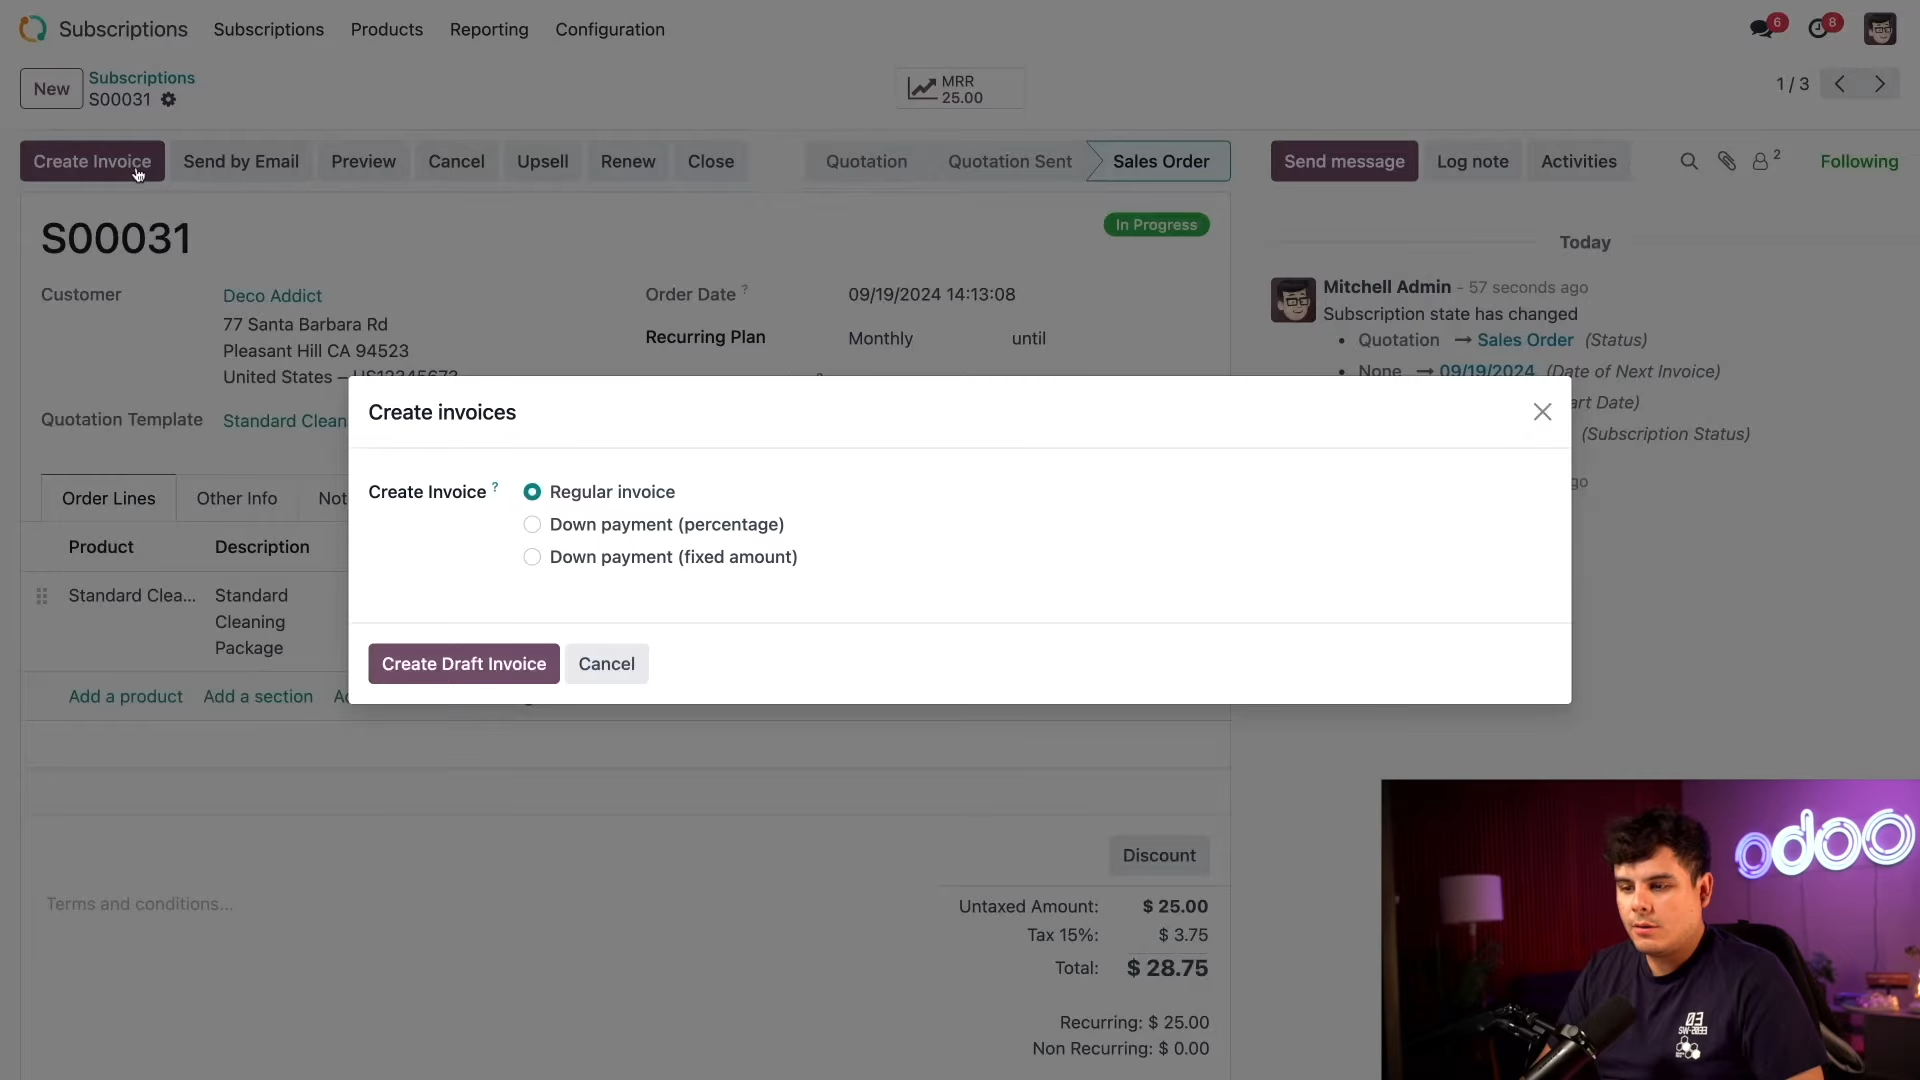 Subscriptions Subscriptions Products Reporting Configuration 6 8
New Subscriptions
S00031
MRR
25.00
1 / 3
Create Invoice Send by Email Preview Cancel Upsell Renew Close Quotation Quotation Sent Sales Order Send message Log note Activities 2 Following
S00031
In Progress
Today
Customer Deco Addict
77 Santa Barbara Rd
Pleasant Hill CA 94523
United States – US12345673
Order Date ? 09/19/2024 14:13:08
Recurring Plan Monthly until
Mitchell Admin - 57 seconds ago
Subscription state has changed
• Quotation → Sales Order (Status)
• None → 09/19/2024 (Date of Next Invoice)
art Date)
(Subscription Status)
go
Quotation Template Standard Clean
Create invoices
Create Invoice ? Regular invoice
Down payment (percentage)
Down payment (fixed amount)
Create Draft Invoice Cancel
Order Lines Other Info Not
Product Description
Standard Clea... Standard
Cleaning
Package
Add a product Add a section
Discount
Terms and conditions...
Untaxed Amount: $ 25.00
Tax 15%: $ 3.75
Total: $ 28.75
Recurring: $ 25.00
Non Recurring: $ 0.00
odoo
03